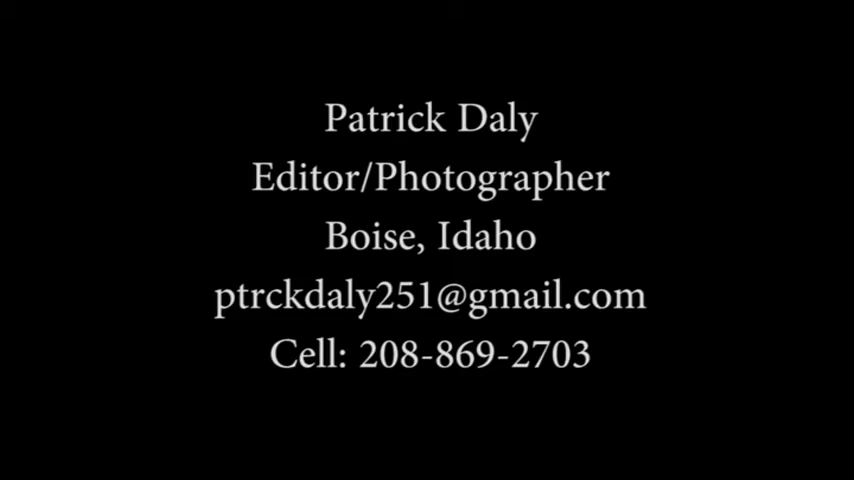 Patrick Daly
Editor/Photographer
Boise, Idaho
ptrckdaly251@gmail.com
Cell: 208-869-2703